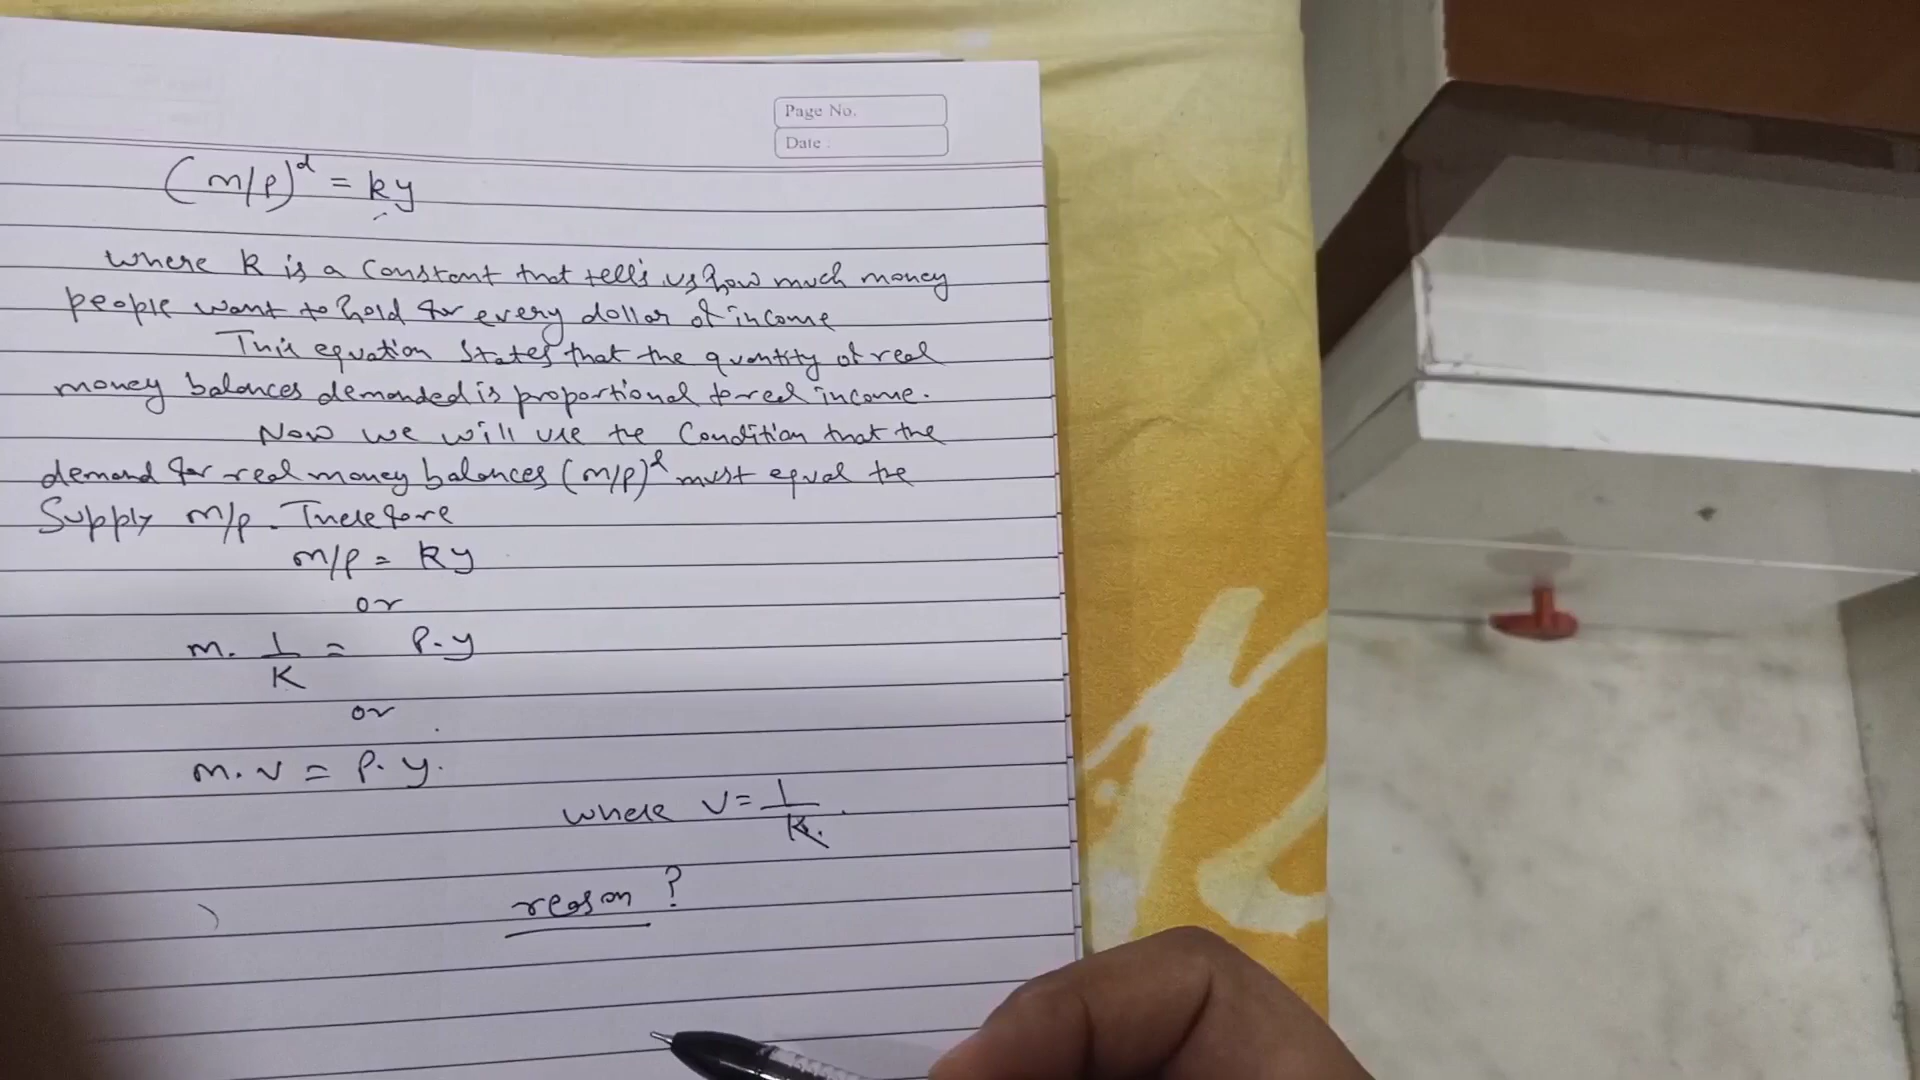 Page No.
Date :
(m/p)^d = ky
where k is a constant that tells us how much money
people want to hold for every dollar of income
This equation states that the quantity of real
money balances demanded is proportional to real income.
Now we will use the condition that the
demand for real money balances (m/p)^d must equal the
Supply m/p. Therefore
m/p = ky
or
m. 1/K = P.y
or
m.v = P.y.
where v = 1/K.
reason ?